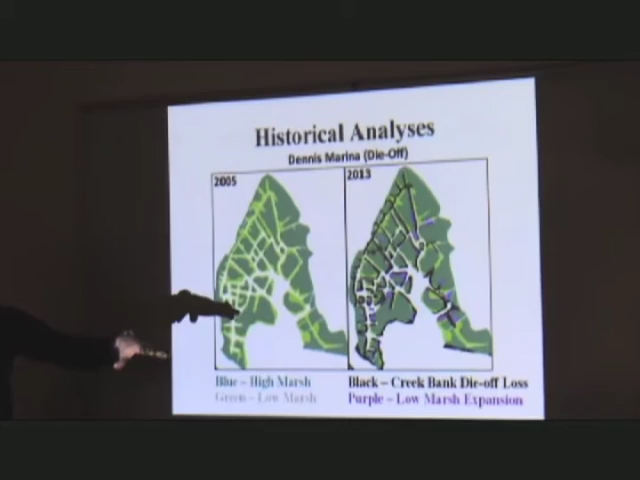 Historical Analyses
Dennis Marina (Die-Off)
2005
2013
Blue – High Marsh
Green – Low Marsh
Black – Creek Bank Die-off Loss
Purple – Low Marsh Expansion